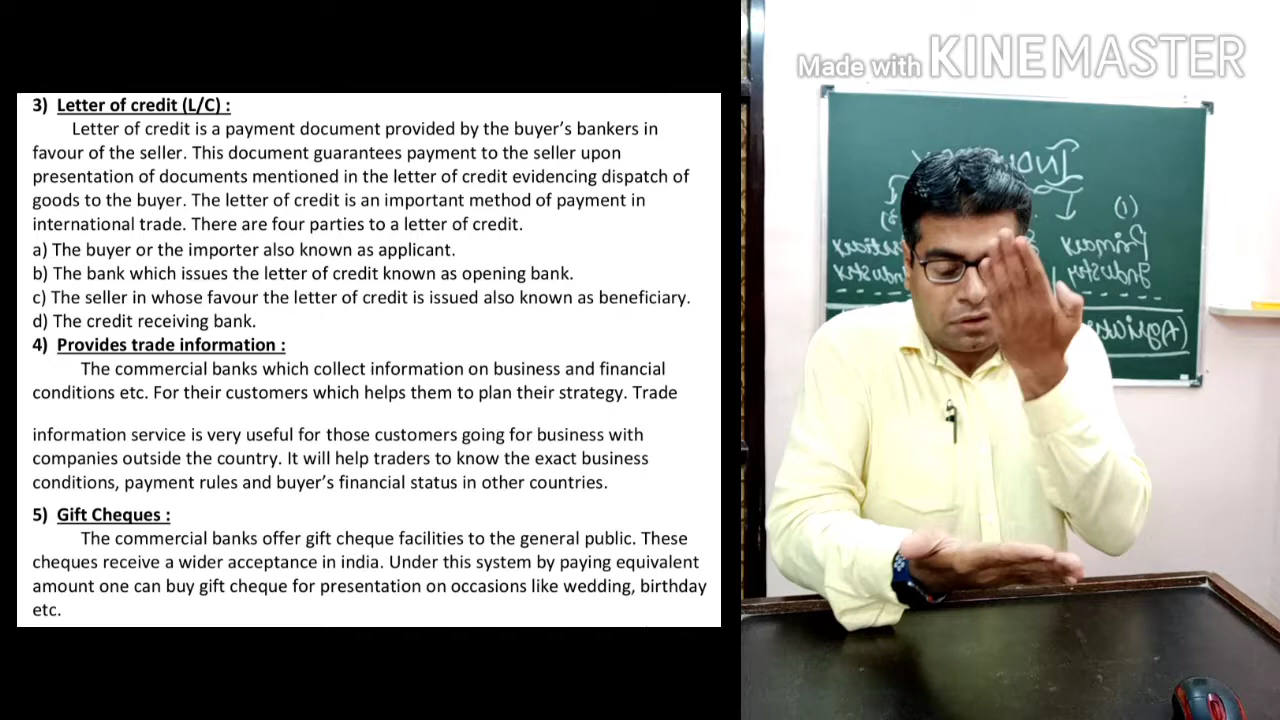 3) Letter of credit (L/C) :
Letter of credit is a payment document provided by the buyer's bankers in
favour of the seller. This document guarantees payment to the seller upon
presentation of documents mentioned in the letter of credit evidencing dispatch of
goods to the buyer. The letter of credit is an important method of payment in
international trade. There are four parties to a letter of credit.
a) The buyer or the importer also known as applicant.
b) The bank which issues the letter of credit known as opening bank.
c) The seller in whose favour the letter of credit is issued also known as beneficiary.
d) The credit receiving bank.
4) Provides trade information :
The commercial banks which collect information on business and financial
conditions etc. For their customers which helps them to plan their strategy. Trade
information service is very useful for those customers going for business with
companies outside the country. It will help traders to know the exact business
conditions, payment rules and buyer's financial status in other countries.
5) Gift Cheques :
The commercial banks offer gift cheque facilities to the general public. These
cheques receive a wider acceptance in india. Under this system by paying equivalent
amount one can buy gift cheque for presentation on occasions like wedding, birthday
etc.
Made with KINEMASTER
(1)
Primary
Industry